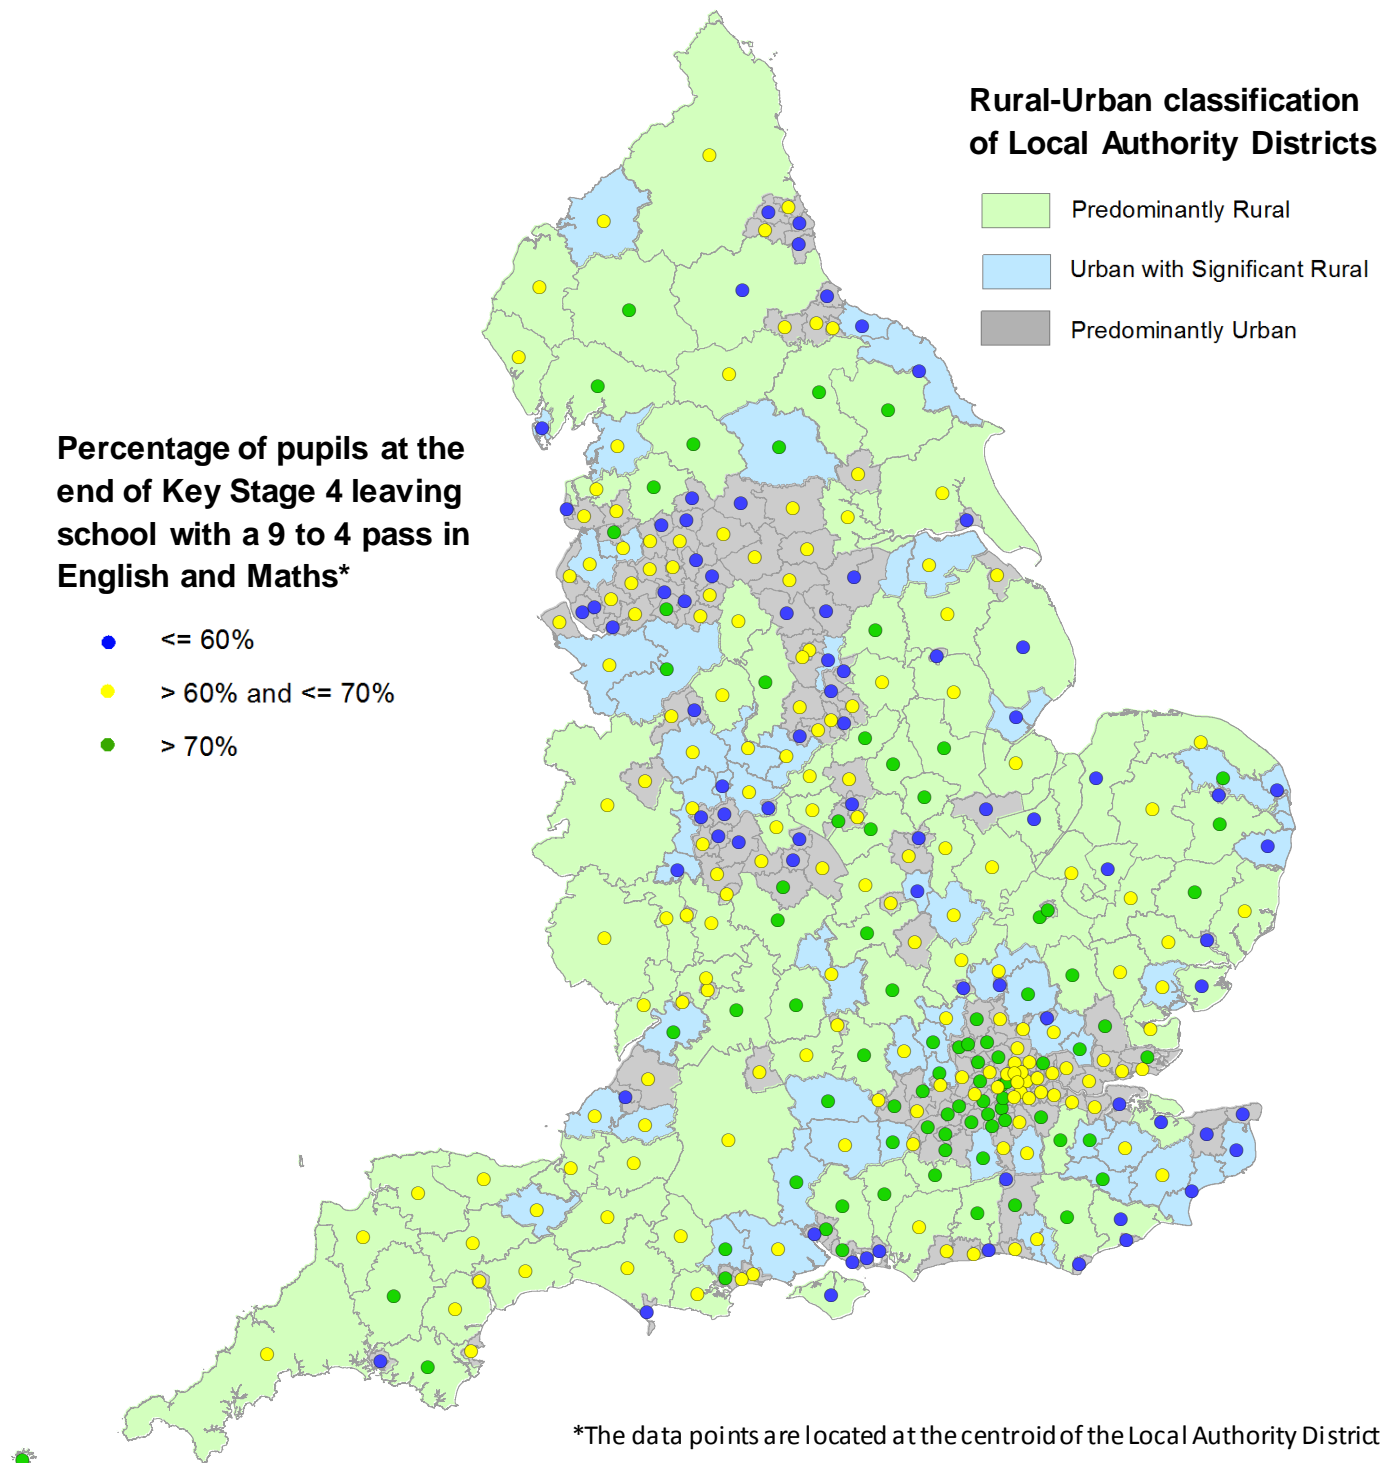 Rural-Urban classification
of Local Authority Districts
Predominantly Rural
Urban with Significant Rural
Predominantly Urban
Percentage of pupils at the
end of Key Stage 4 leaving
school with a 9 to 4 pass in
English and Maths*
<= 60%
> 60% and <= 70%
> 70%
*The data points are located at the centroid of the Local Authority District